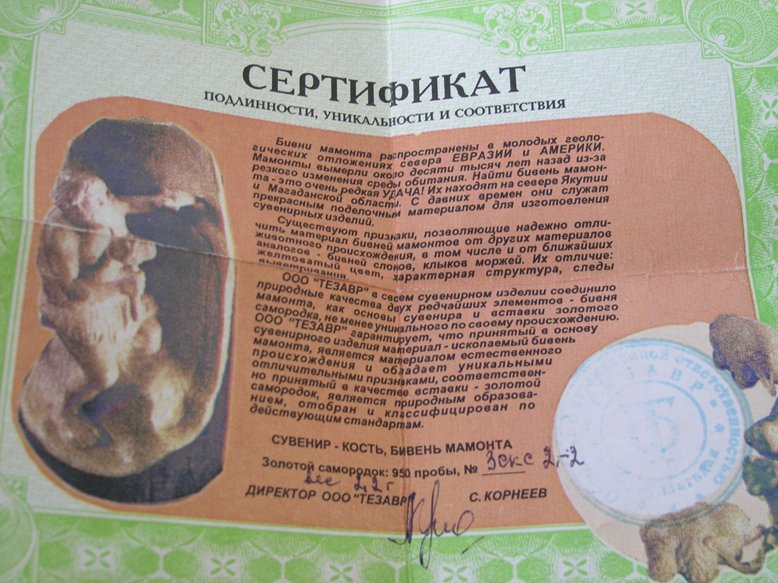 СЕРТИФИКАТ
ПОДЛИННОСТИ, УНИКАЛЬНОСТИ И СООТВЕТСТВИЯ
Бивни мамонта распространены в молодых геоло-
гических отложениях севера ЕВРАЗИИ и АМЕРИКИ.
Мамонты вымерли около десяти тысяч лет назад из-за
резкого изменения среды обитания. Найти бивень мамон-
та - это очень редкая УДАЧА! Их находят на севере Якутии
и Магаданской области. С давних времен они служат
прекрасным поделочным материалом для изготовления
сувенирных изделий.
Существуют признаки, позволяющие надежно отли-
чить материал бивней мамонтов от других материалов
животного происхождения, в том числе и от ближайших
аналогов - бивней слонов, клыков моржей. Их отличие:
желтоватый цвет, характерная структура, следы
выветривания.
ООО "ТЕЗАВР" в своем сувенирном изделии соединило
природные качества двух редчайших элементов - бивня
мамонта, как основы сувенира и вставки золотого
самородка, не менее уникального по своему происхождению.
ООО "ТЕЗАВР" гарантирует, что принятый в основу
сувенирного изделия материал - ископаемый бивень
мамонта, является материалом естественного
происхождения и обладает уникальными
отличительными признаками, соответствен-
но принятый в качестве вставки - золотой
самородок, является природным образова-
нием, отобран и классифицирован по
действующим стандартам.
СУВЕНИР - КОСТЬ, БИВЕНЬ МАМОНТА
Золотой самородок: 950 пробы, № Зскс 2,-2
вес 2,2 г
ДИРЕКТОР ООО "ТЕЗАВР" С. КОРНЕЕВ
ответственностью
ТЕЗАВР